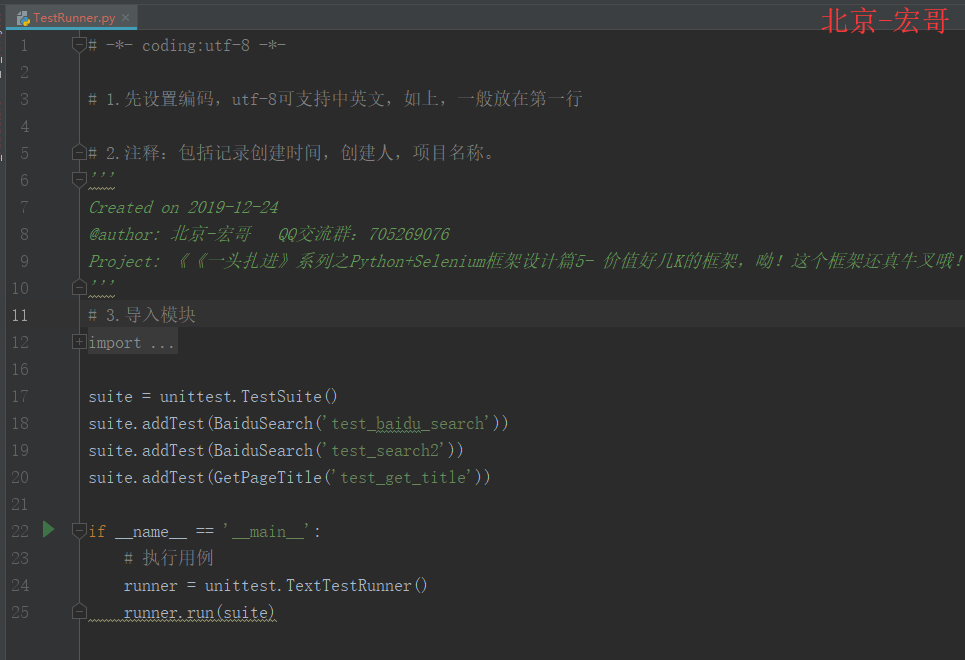 TestRunner.py
北京-宏哥
1 # -*- coding:utf-8 -*-
2
3 # 1.先设置编码，utf-8可支持中英文，如上，一般放在第一行
4
5 # 2.注释：包括记录创建时间，创建人，项目名称。
6 '''
7 Created on 2019-12-24
8 @author: 北京-宏哥   QQ交流群：705269076
9 Project: 《《一头扎进》系列之Python+Selenium框架设计篇5- 价值好几K的框架，呦！这个框架还真牛叉哦！
10 '''
11 # 3.导入模块
12 import ...
16
17 suite = unittest.TestSuite()
18 suite.addTest(BaiduSearch('test_baidu_search'))
19 suite.addTest(BaiduSearch('test_search2'))
20 suite.addTest(GetPageTitle('test_get_title'))
21
22 if __name__ == '__main__':
23     # 执行用例
24     runner = unittest.TextTestRunner()
25     runner.run(suite)